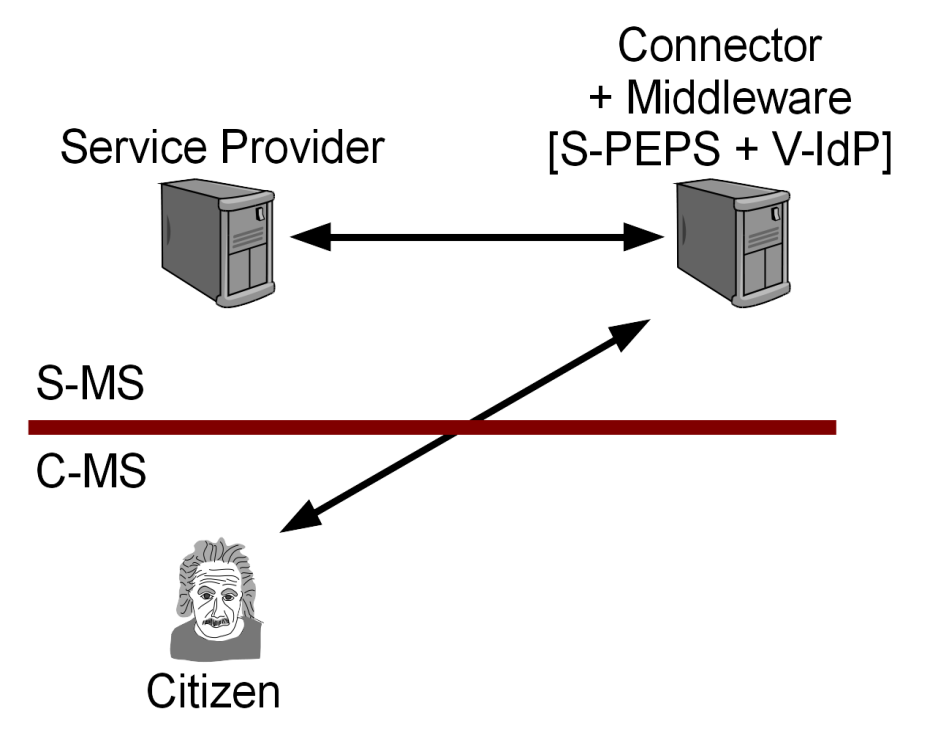 Connector
+ Middleware
Service Provider
[S-PEPS + V-IdP]
S-MS
C-MS
Citizen